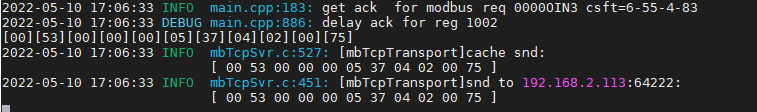 2022-05-10 17:06:33 INFO  main.cpp:183: get ack  for modbus req 00000IN3 csft=6-55-4-83
2022-05-10 17:06:33 DEBUG main.cpp:886: delay ack for reg 1002
[00][53][00][00][00][05][37][04][02][00][75]
2022-05-10 17:06:33 INFO  mbTcpSvr.c:527: [mbTcpTransport]cache snd:
[ 00 53 00 00 00 05 37 04 02 00 75 ]
2022-05-10 17:06:33 INFO  mbTcpSvr.c:451: [mbTcpTransport]snd to 192.168.2.113:64222:
[ 00 53 00 00 00 05 37 04 02 00 75 ]